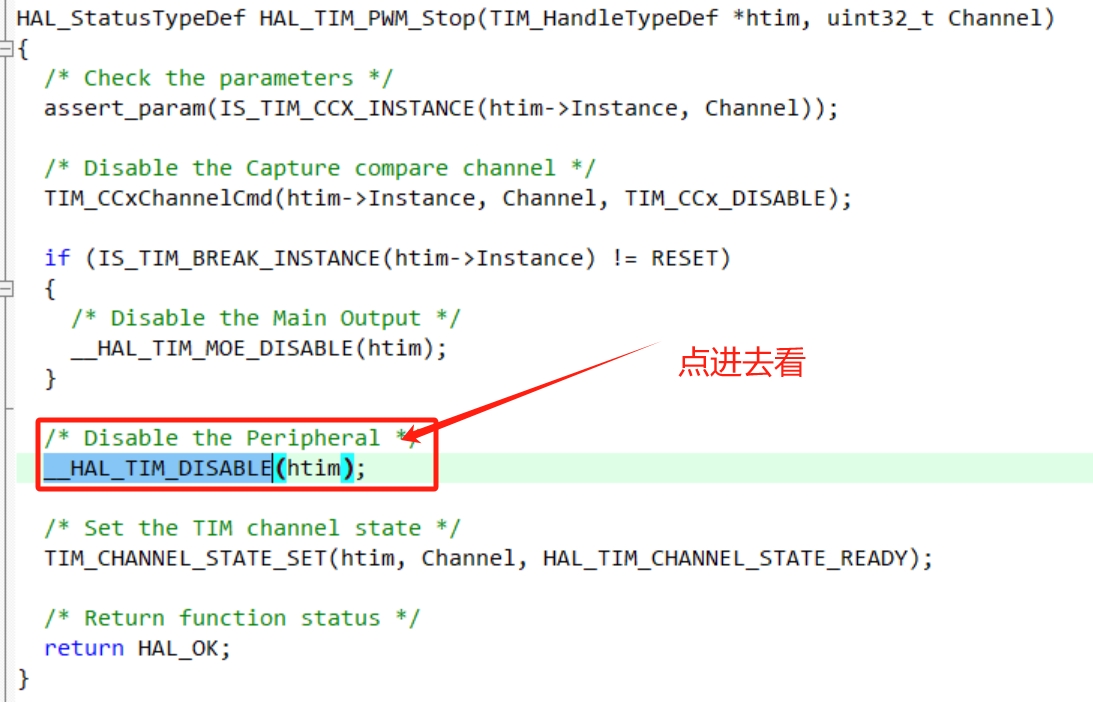 HAL_StatusTypeDef HAL_TIM_PWM_Stop(TIM_HandleTypeDef *htim, uint32_t Channel)
{
  /* Check the parameters */
  assert_param(IS_TIM_CCX_INSTANCE(htim->Instance, Channel));
  /* Disable the Capture compare channel */
  TIM_CCxChannelCmd(htim->Instance, Channel, TIM_CCx_DISABLE);
  if (IS_TIM_BREAK_INSTANCE(htim->Instance) != RESET)
  {
    /* Disable the Main Output */
    __HAL_TIM_MOE_DISABLE(htim);
  }
点进去看
  /* Disable the Peripheral */
  __HAL_TIM_DISABLE(htim);
  /* Set the TIM channel state */
  TIM_CHANNEL_STATE_SET(htim, Channel, HAL_TIM_CHANNEL_STATE_READY);
  /* Return function status */
  return HAL_OK;
}